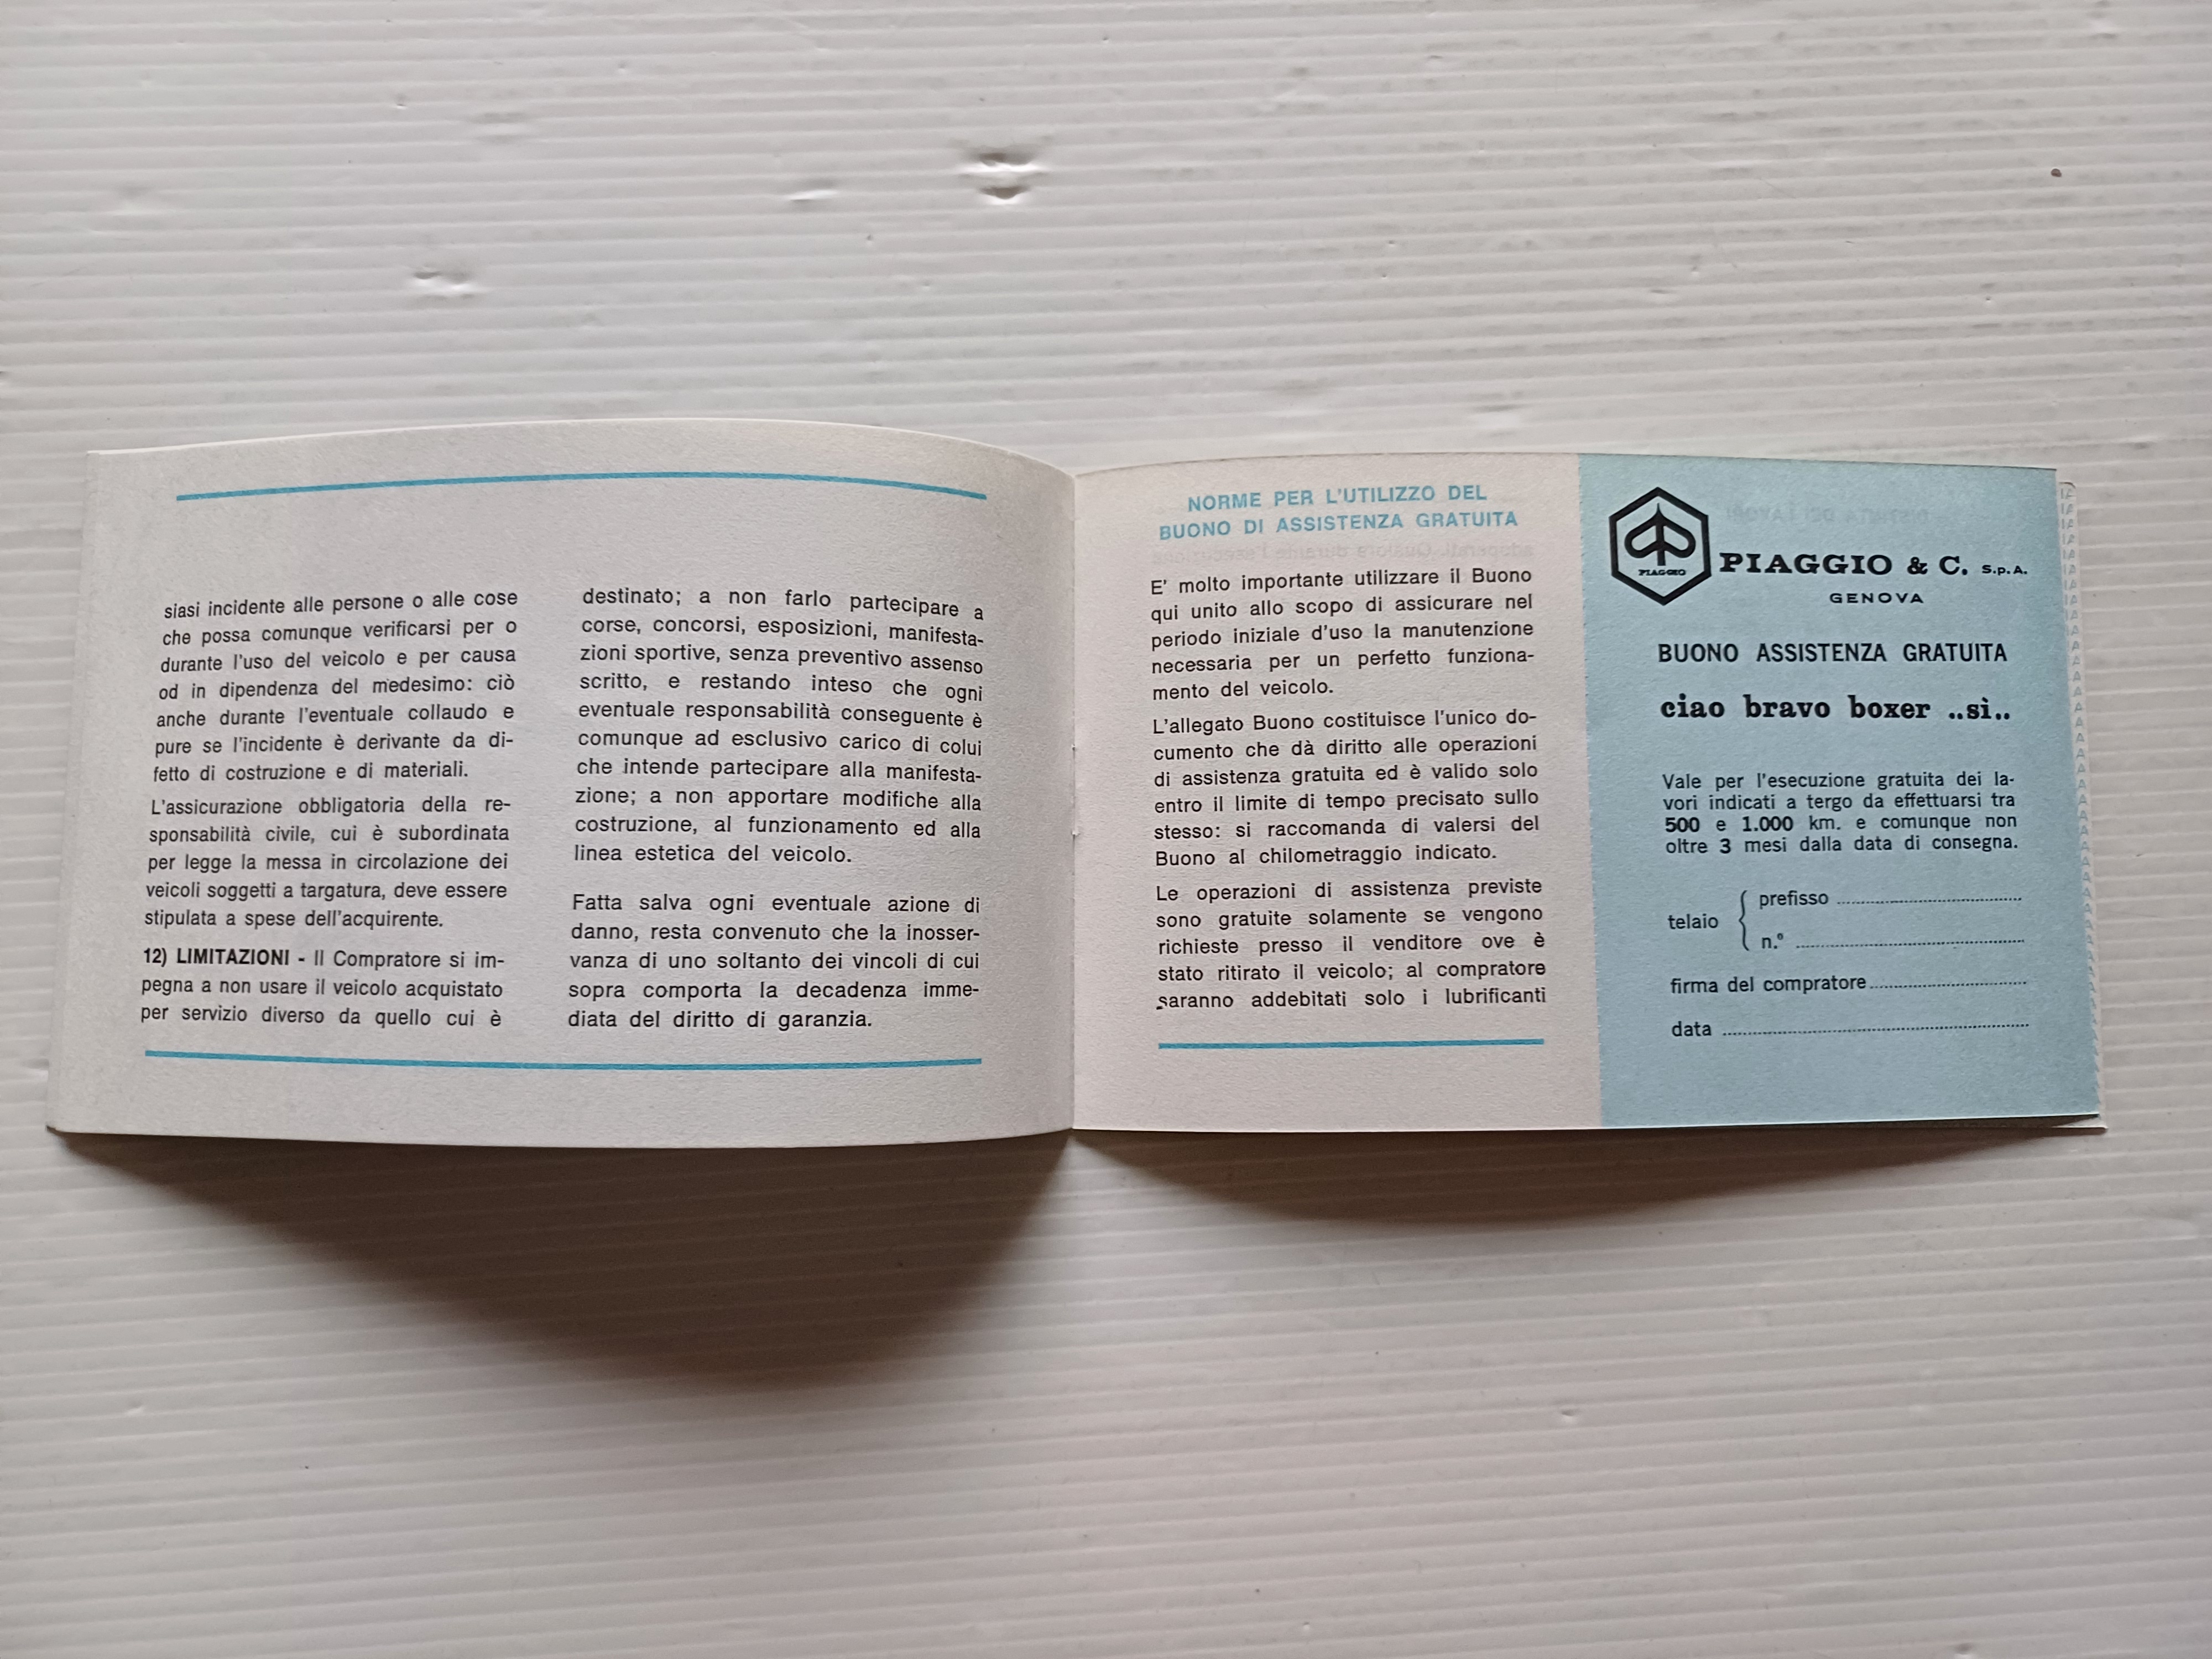 siasi incidente alle persone o alle cose
che possa comunque verificarsi per o
durante l'uso del veicolo e per causa
od in dipendenza del medesimo: ciò
anche durante l'eventuale collaudo e
pure se l'incidente è derivante da di-
fetto di costruzione e di materiali.
L'assicurazione obbligatoria della re-
sponsabilità civile, cui è subordinata
per legge la messa in circolazione dei
veicoli soggetti a targatura, deve essere
stipulata a spese dell'acquirente.
12) LIMITAZIONI - Il Compratore si im-
pegna a non usare il veicolo acquistato
per servizio diverso da quello cui è
destinato; a non farlo partecipare a
corse, concorsi, esposizioni, manifesta-
zioni sportive, senza preventivo assenso
scritto, e restando inteso che ogni
eventuale responsabilità conseguente è
comunque ad esclusivo carico di colui
che intende partecipare alla manifesta-
zione; a non apportare modifiche alla
costruzione, al funzionamento ed alla
linea estetica del veicolo.
Fatta salva ogni eventuale azione di
danno, resta convenuto che la inosser-
vanza di uno soltanto dei vincoli di cui
sopra comporta la decadenza imme-
diata del diritto di garanzia.
NORME PER L'UTILIZZO DEL
BUONO DI ASSISTENZA GRATUITA
E' molto importante utilizzare il Buono
qui unito allo scopo di assicurare nel
periodo iniziale d'uso la manutenzione
necessaria per un perfetto funziona-
mento del veicolo.
L'allegato Buono costituisce l'unico do-
cumento che dà diritto alle operazioni
di assistenza gratuita ed è valido solo
entro il limite di tempo precisato sullo
stesso: si raccomanda di valersi del
Buono al chilometraggio indicato.
Le operazioni di assistenza previste
sono gratuite solamente se vengono
richieste presso il venditore ove è
stato ritirato il veicolo; al compratore
saranno addebitati solo i lubrificanti
PIAGGIO
PIAGGIO & C. S.p.A.
GENOVA
BUONO ASSISTENZA GRATUITA
ciao bravo boxer ..sì..
Vale per l'esecuzione gratuita dei la-
vori indicati a tergo da effettuarsi tra
500 e 1.000 km. e comunque non
oltre 3 mesi dalla data di consegna.
telaio
prefisso
n.º
firma del compratore
data